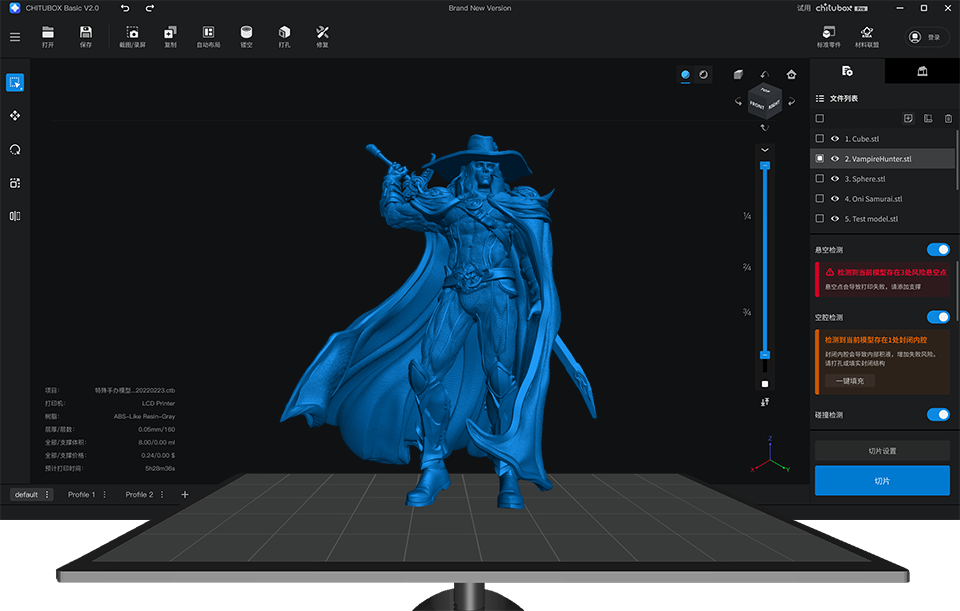 CHITUBOX Basic V2.0
Brand New Version
试用 chitubox Pro
打开
保存
截图/录屏
复制
自动布局
镂空
打孔
修复
标准零件
材料联盟
登录
文件列表
1. Cube.stl
2. VampireHunter.stl
3. Sphere.stl
4. Oni Samurai.stl
5. Test model.stl
TOP
FRONT
RIGHT
¼
²⁄₄
¾
悬空检测
检测到当前模型存在3处风险悬空点
悬空点会导致打印失败，请添加支撑
空腔检测
检测到当前模型存在1处封闭内腔
封闭内腔会导致内部积液，增加失败风险。
请打孔或填实封闭结构
一键填充
碰撞检测
切片设置
切片
项目： 特殊手办模型...20220223.ctb
打印机： LCD Printer
树脂： ABS-Like Resin-Gray
层厚/层数： 0.05mm/160
全部/支撑体积： 8.00/0.00 ml
全部/支撑价格： 0.24/0.00 $
预计打印时间： 5h28m36s
Z
X
Y
default
Profile 1
Profile 2